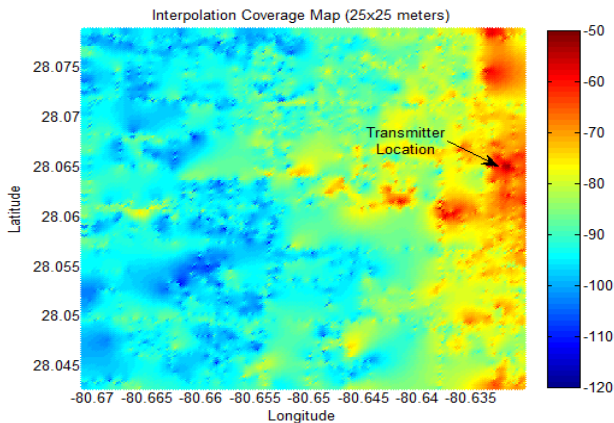 Interpolation Coverage Map (25x25 meters)
Transmitter
Location
Latitude
28.075
28.07
28.065
28.06
28.055
28.05
28.045
-80.67 -80.665 -80.66 -80.655 -80.65 -80.645 -80.64 -80.635
Longitude
-50
-60
-70
-80
-90
-100
-110
-120